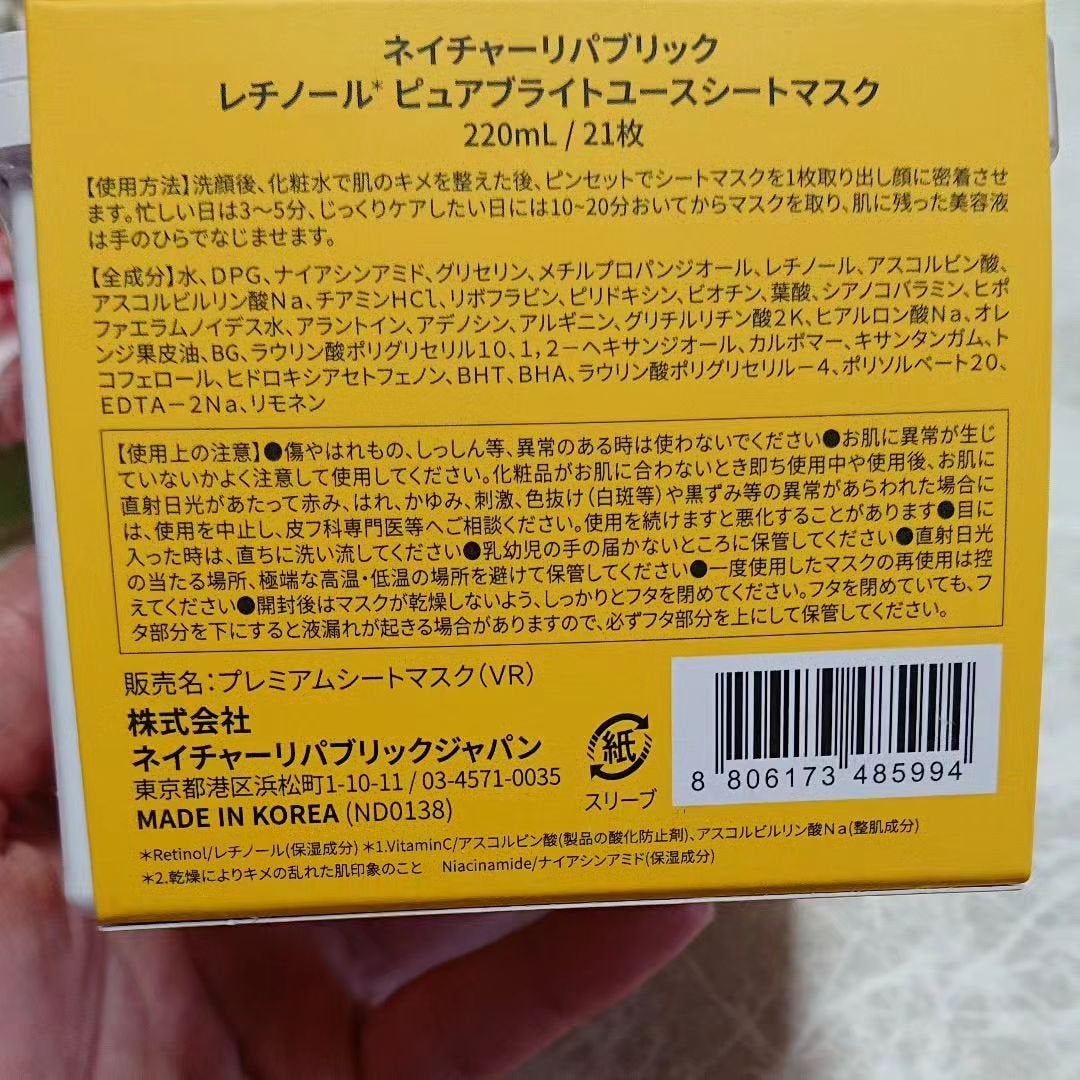 ネイチャーリパブリック
レチノール* ピュアブライトユースシートマスク
220mL / 21枚
【使用方法】洗顔後、化粧水で肌のキメを整えた後、ピンセットでシートマスクを1枚取り出し顔に密着させ
ます。忙しい日は3〜5分、じっくりケアしたい日には10~20分おいてからマスクを取り、肌に残った美容液
は手のひらでなじませます。
【全成分】水、DPG、ナイアシンアミド、グリセリン、メチルプロパンジオール、レチノール、アスコルビン酸、
アスコルビルリン酸Na、チアミンHCl、リボフラビン、ピリドキシン、ビオチン、葉酸、シアノコバラミン、ヒポ
ファエラムノイデス水、アラントイン、アデノシン、アルギニン、グリチルリチン酸2K、ヒアルロン酸Na、オレ
ンジ果皮油、BG、ラウリン酸ポリグリセリル10、1，2－ヘキサンジオール、カルボマー、キサンタンガム、ト
コフェロール、ヒドロキシアセトフェノン、BHT、BHA、ラウリン酸ポリグリセリル－4、ポリソルベート20、
EDTA－2Na、リモネン
【使用上の注意】●傷やはれもの、しっしん等、異常のある時は使わないでください●お肌に異常が生じ
ていないかよく注意して使用してください。化粧品がお肌に合わないとき即ち使用中や使用後、お肌に
直射日光があたって赤み、はれ、かゆみ、刺激、色抜け（白斑等）や黒ずみ等の異常があらわれた場合に
は、使用を中止し、皮フ科専門医等へご相談ください。使用を続けますと悪化することがあります●目に
入った時は、直ちに洗い流してください●乳幼児の手の届かないところに保管してください●直射日光
の当たる場所、極端な高温・低温の場所を避けて保管してください●一度使用したマスクの再使用は控
えてください●開封後はマスクが乾燥しないよう、しっかりとフタを閉めてください。フタを閉めていても、フ
タ部分を下にすると液漏れが起きる場合がありますので、必ずフタ部分を上にして保管してください。
販売名：プレミアムシートマスク（VR）
株式会社
ネイチャーリパブリックジャパン
東京都港区浜松町1-10-11 / 03-4571-0035
MADE IN KOREA (ND0138)
紙
スリーブ
8 806173 485994
*Retinol/レチノール(保湿成分) *1.VitaminC/アスコルビン酸(製品の酸化防止剤)、アスコルビルリン酸Na(整肌成分)
*2.乾燥によりキメの乱れた肌印象のこと Niacinamide/ナイアシンアミド(保湿成分)